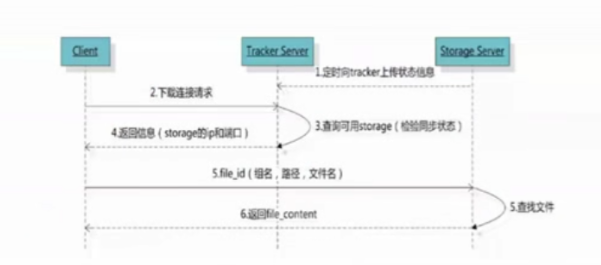 Client
Tracker Server
Storage Server
1.定时向tracker上传状态信息
2.下载连接请求
3.查询可用storage（检验同步状态）
4.返回信息（storage的ip和端口）
5.file_id（组名，路径，文件名）
5.查找文件
6.返回file_content